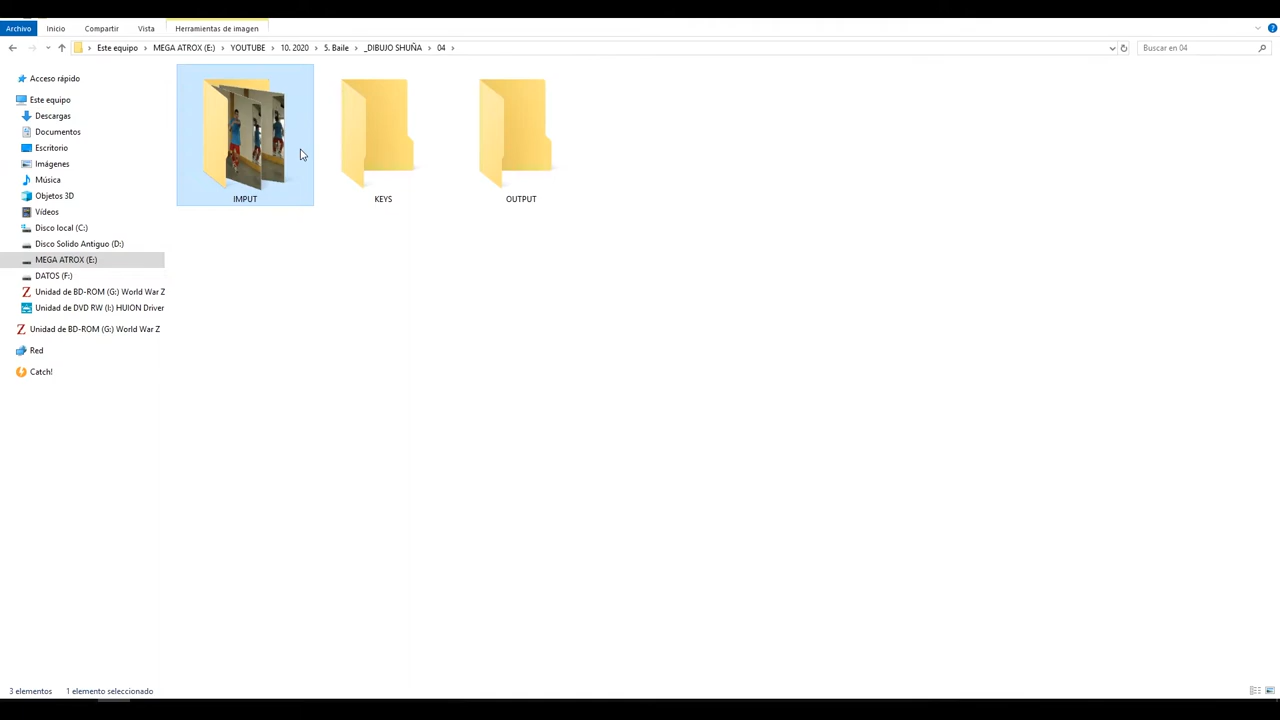 Archivo Inicio Compartir Vista Herramientas de imagen
Este equipo MEGA ATROX (E:) YOUTUBE 10. 2020 5. Baile _DIBUJO SHUÑA 04 Buscar en 04
Acceso rápido
Este equipo
Descargas
Documentos
Escritorio
Imágenes
Música
Objetos 3D
Vídeos
Disco local (C:)
Disco Solido Antiguo (D:)
MEGA ATROX (E:)
DATOS (F:)
Unidad de BD-ROM (G:) World War Z
Unidad de DVD RW (I:) HUION Driver
Unidad de BD-ROM (G:) World War Z
Red
Catch!
IMPUT KEYS OUTPUT
3 elementos 1 elemento seleccionado